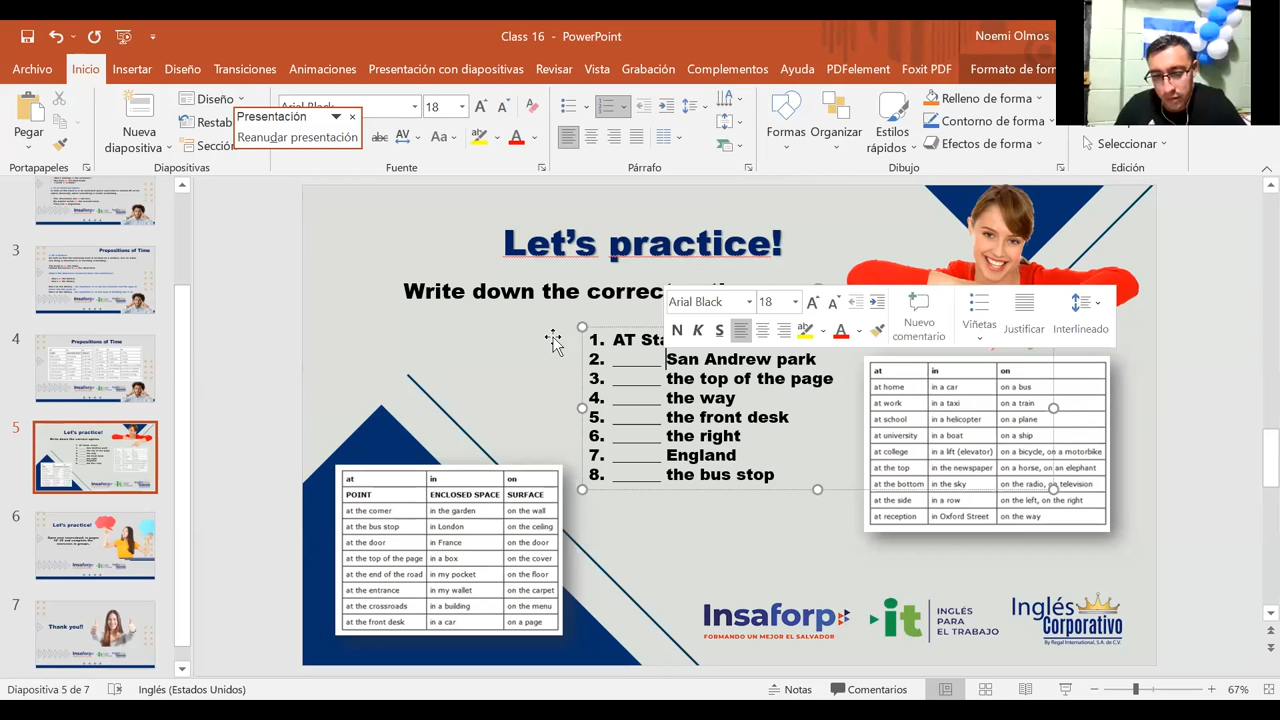 Class 16 - PowerPoint
Noemi Olmos
Archivo Inicio Insertar Diseño Transiciones Animaciones Presentación con diapositivas Revisar Vista Grabación Complementos Ayuda PDFelement Foxit PDF Formato de for
Pegar
Nueva diapositiva
Diseño
Restab
Secció
Presentación
Reanudar presentación
Arial Black 18
Formas
Organizar
Estilos rápidos
Relleno de forma
Contorno de forma
Efectos de forma
Seleccionar
Portapapeles Diapositivas Fuente Párrafo Dibujo Edición
3
Prepositions of Time
4
Prepositions of Time
5
Let's practice!
6
Let's practice!
7
Thank you!!
Let's practice!
Write down the correc
Arial Black 18
N K S
Nuevo comentario
Viñetas
Justificar
Interlineado
1. AT Sta
2. _____ San Andrew park
3. _____ the top of the page
4. _____ the way
5. _____ the front desk
6. _____ the right
7. _____ England
8. _____ the bus stop
at in on
POINT ENCLOSED SPACE SURFACE
at the corner in the garden on the wall
at the bus stop in London on the ceiling
at the door in France on the door
at the top of the page in a box on the cover
at the end of the road in my pocket on the floor
at the entrance in my wallet on the carpet
at the crossroads in a building on the menu
at the front desk in a car on a page
at in on
at home in a car on a bus
at work in a taxi on a train
at school in a helicopter on a plane
at university in a boat on a ship
at college in a lift (elevator) on a bicycle, on a motorbike
at the top in the newspaper on a horse, on an elephant
at the bottom in the sky on the radio, on television
at the side in a row on the left, on the right
at reception in Oxford Street on the way
Insaforp
FORMANDO UN MEJOR EL SALVADOR
it
INGLÉS PARA EL TRABAJO
Inglés Corporativo
By Regal International, S.A. de C.V.
Diapositiva 5 de 7
Inglés (Estados Unidos)
Notas
Comentarios
67%